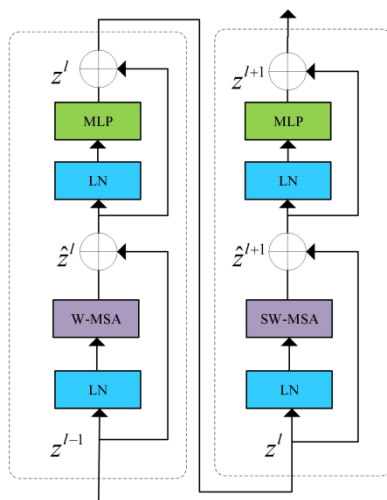 z^l
MLP
LN
ẑ^l
W-MSA
LN
z^{l-1}
z^{l+1}
MLP
LN
ẑ^{l+1}
SW-MSA
LN
z^l